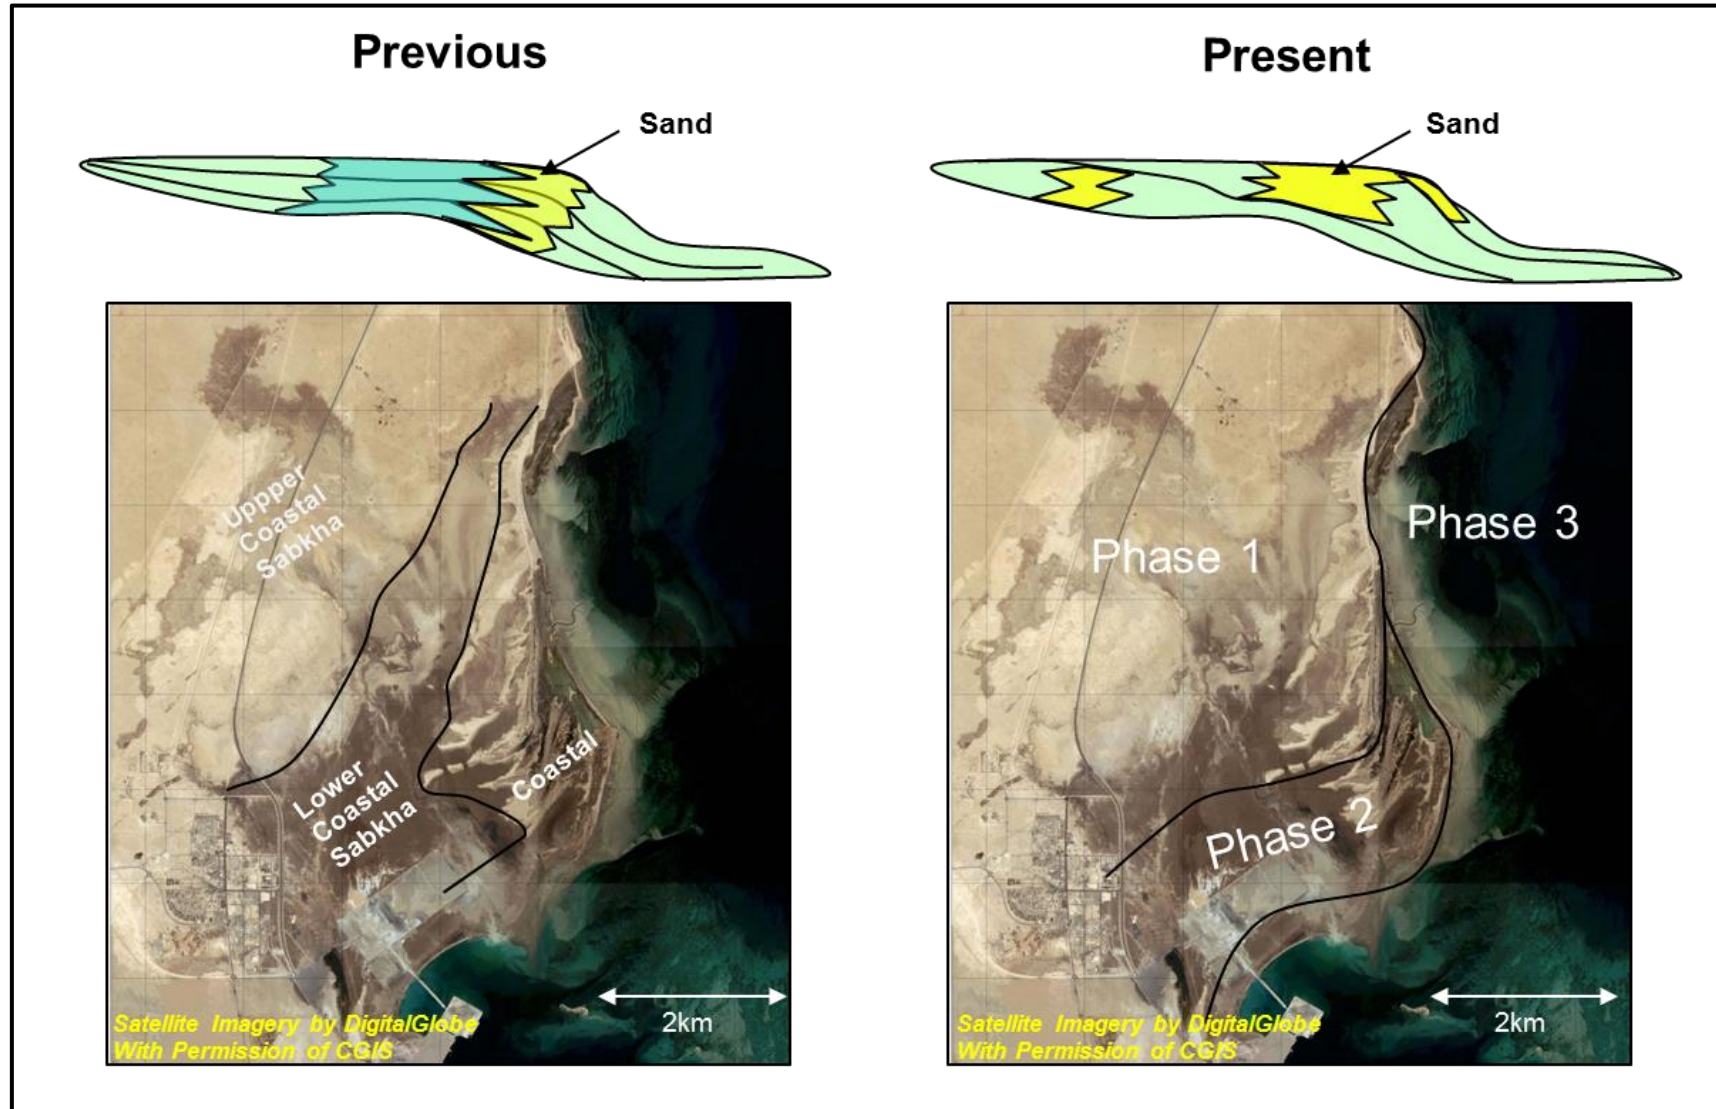 Previous
Sand
Upppper
Coastal
Sabkha
Lower
Coastal
Sabkha
Coastal
2km
Satellite Imagery by DigitalGlobe
With Permission of CGIS
Present
Sand
Phase 1
Phase 3
Phase 2
2km
Satellite Imagery by DigitalGlobe
With Permission of CGIS